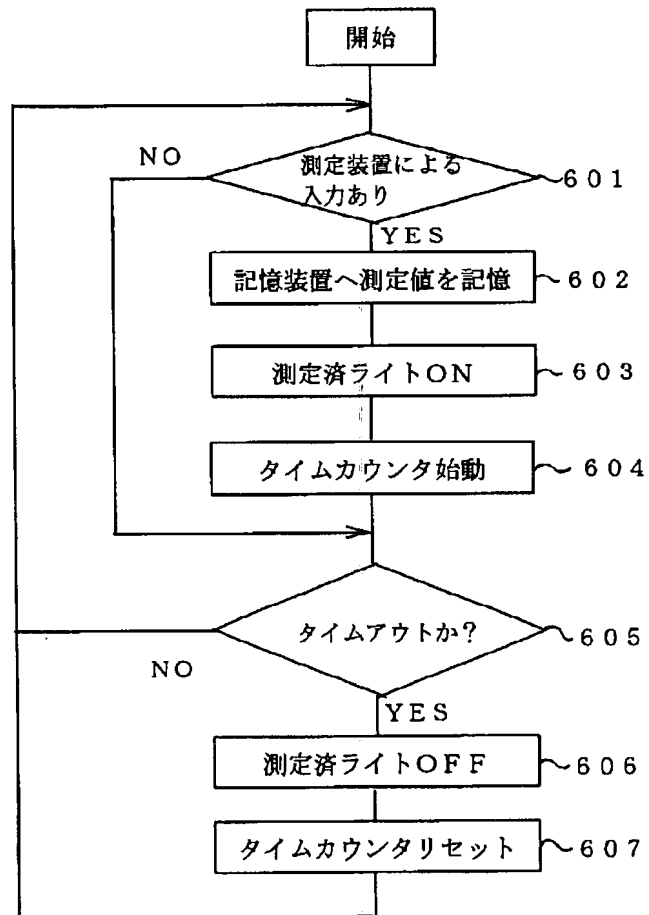 開始
NO
測定装置による
入力あり
601
YES
記憶装置へ測定値を記憶
602
測定済ライトON
603
タイムカウンタ始動
604
タイムアウトか?
605
NO
YES
測定済ライトOFF
606
タイムカウンタリセット
607